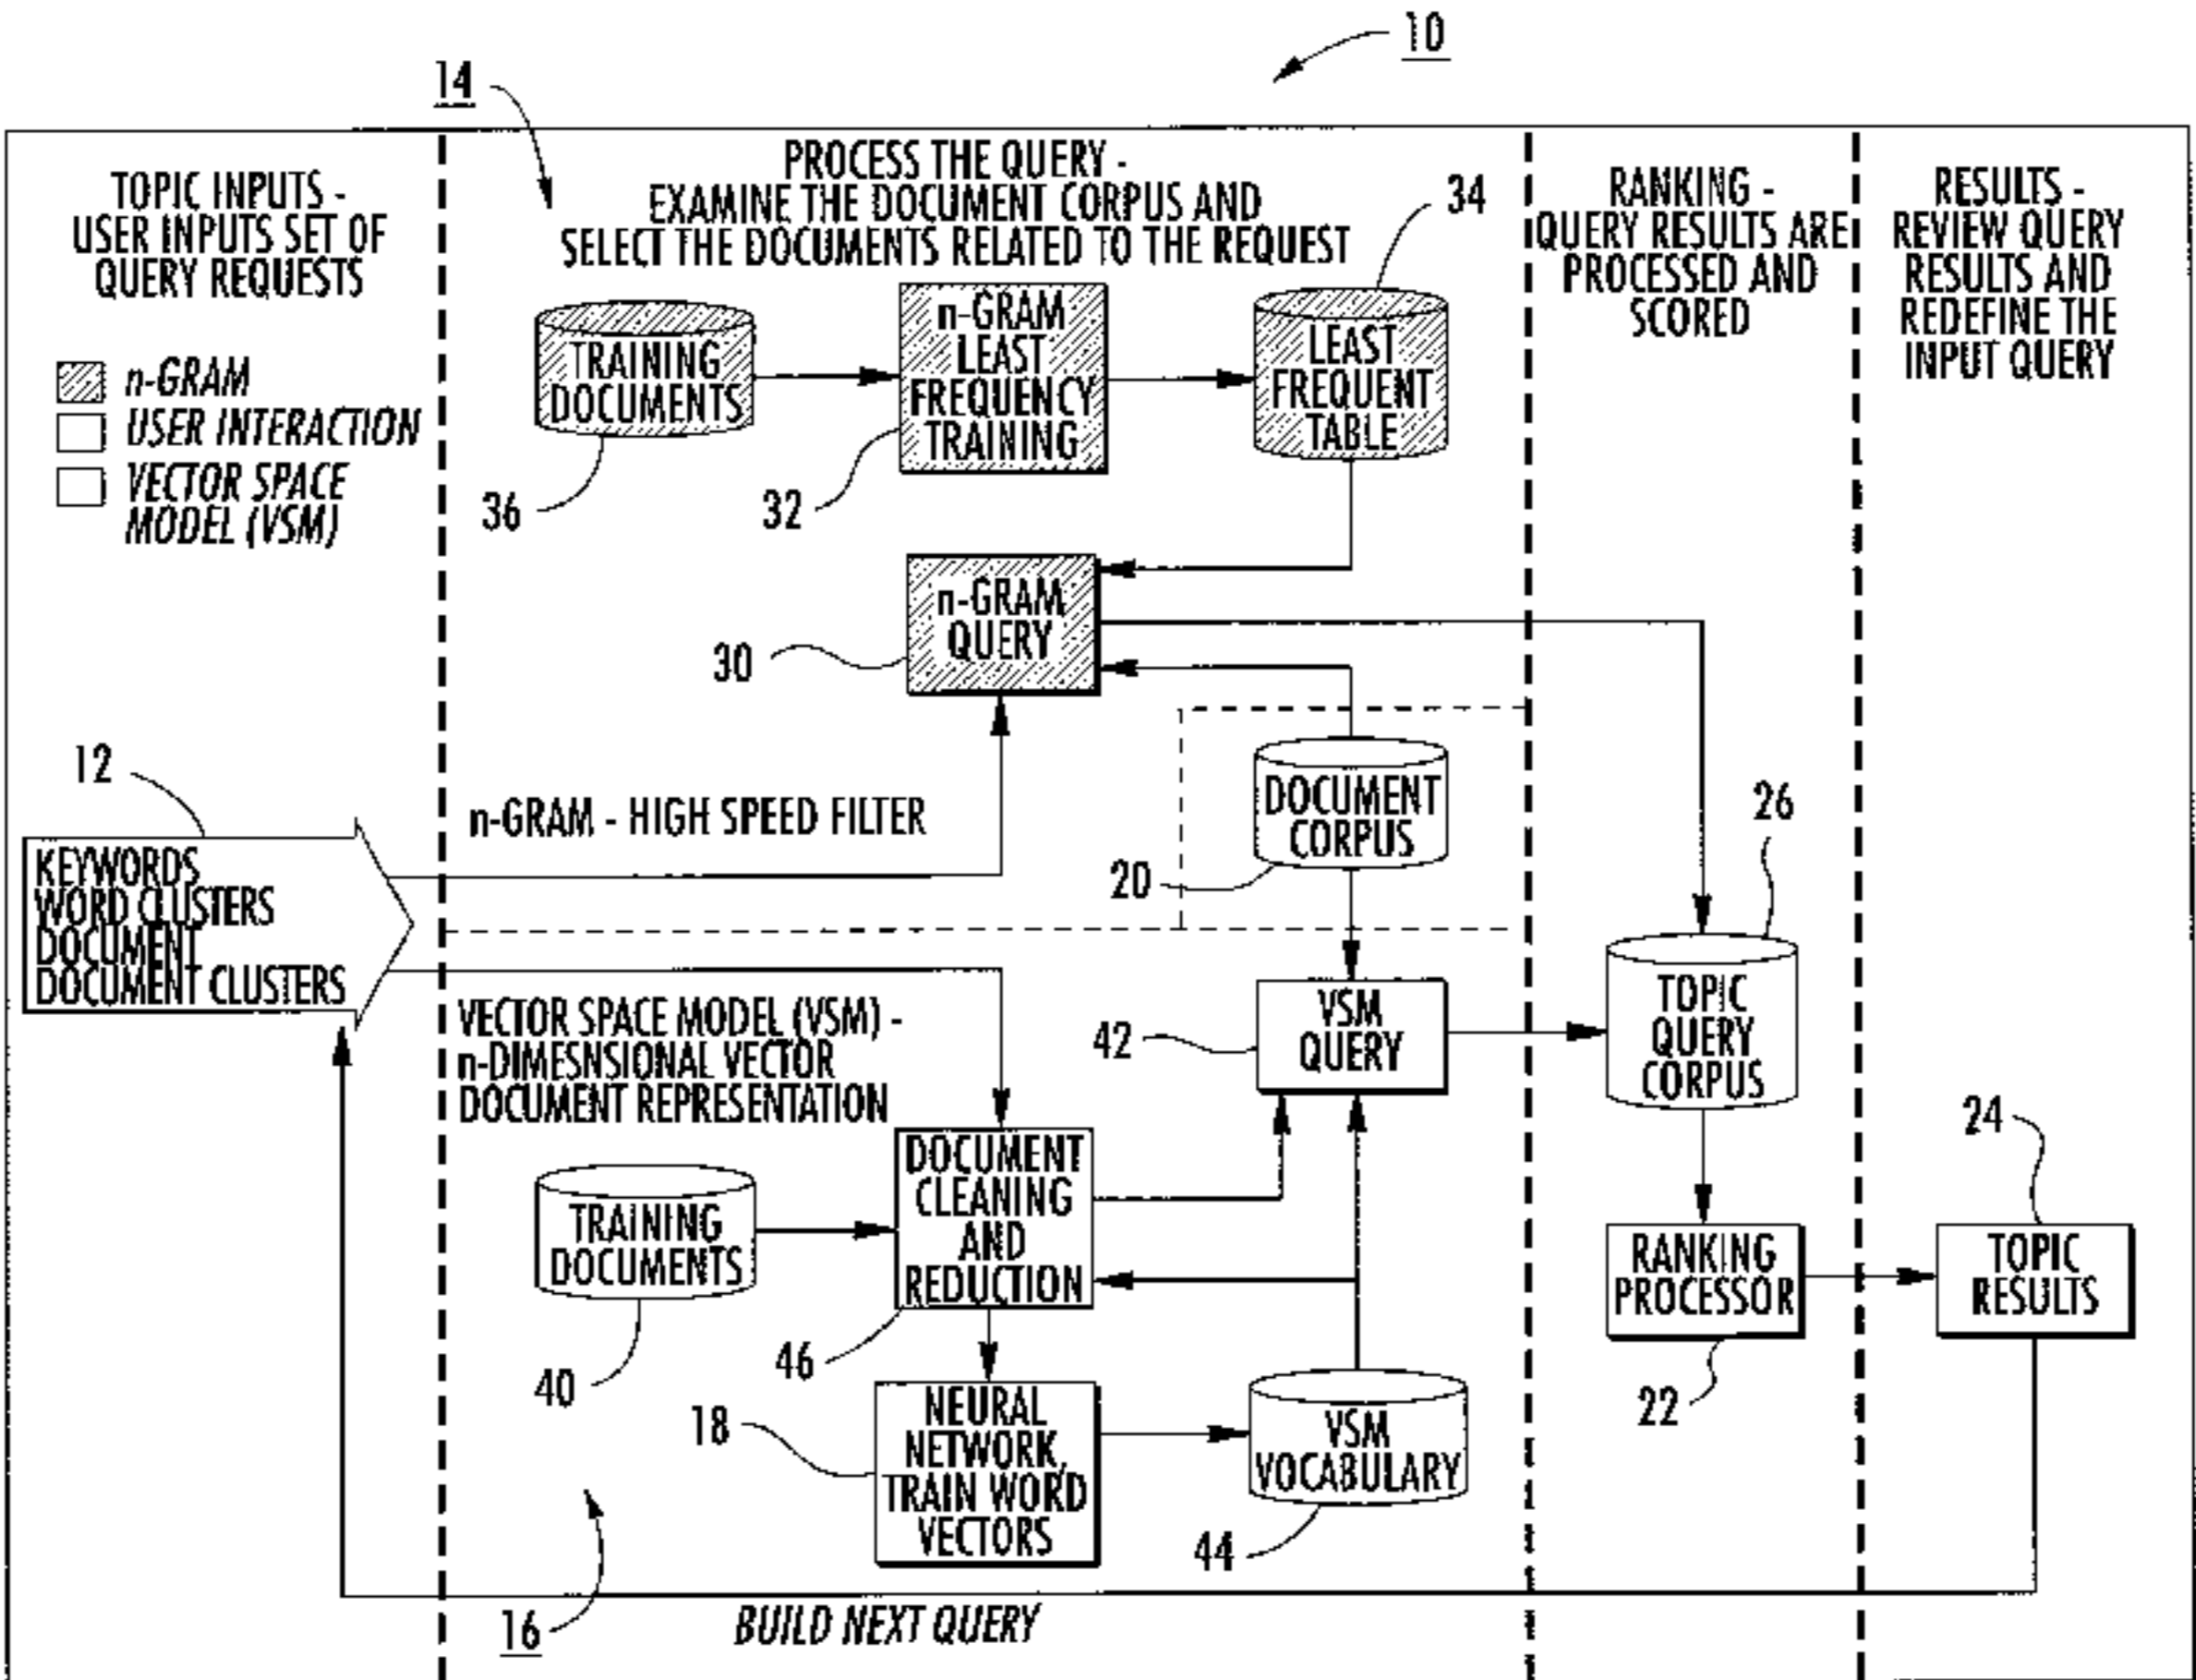 10
14
TOPIC INPUTS -
USER INPUTS SET OF
QUERY REQUESTS
n-GRAM
USER INTERACTION
VECTOR SPACE
MODEL (VSM)
PROCESS THE QUERY -
EXAMINE THE DOCUMENT CORPUS AND
SELECT THE DOCUMENTS RELATED TO THE REQUEST
RANKING -
QUERY RESULTS ARE
PROCESSED AND
SCORED
RESULTS -
REVIEW QUERY
RESULTS AND
REDEFINE THE
INPUT QUERY
TRAINING
DOCUMENTS
36
n-GRAM
LEAST
FREQUENCY
TRAINING
32
LEAST
FREQUENT
TABLE
34
n-GRAM
QUERY
30
12
KEYWORDS
WORD CLUSTERS
DOCUMENT
DOCUMENT CLUSTERS
n-GRAM - HIGH SPEED FILTER
DOCUMENT
CORPUS
20
26
TOPIC
QUERY
CORPUS
VECTOR SPACE MODEL (VSM) -
n-DIMESNSIONAL VECTOR
DOCUMENT REPRESENTATION
VSM
QUERY
42
TRAINING
DOCUMENTS
40
DOCUMENT
CLEANING
AND
REDUCTION
46
NEURAL
NETWORK,
TRAIN WORD
VECTORS
18
VSM
VOCABULARY
44
RANKING
PROCESSOR
22
24
TOPIC
RESULTS
16
BUILD NEXT QUERY